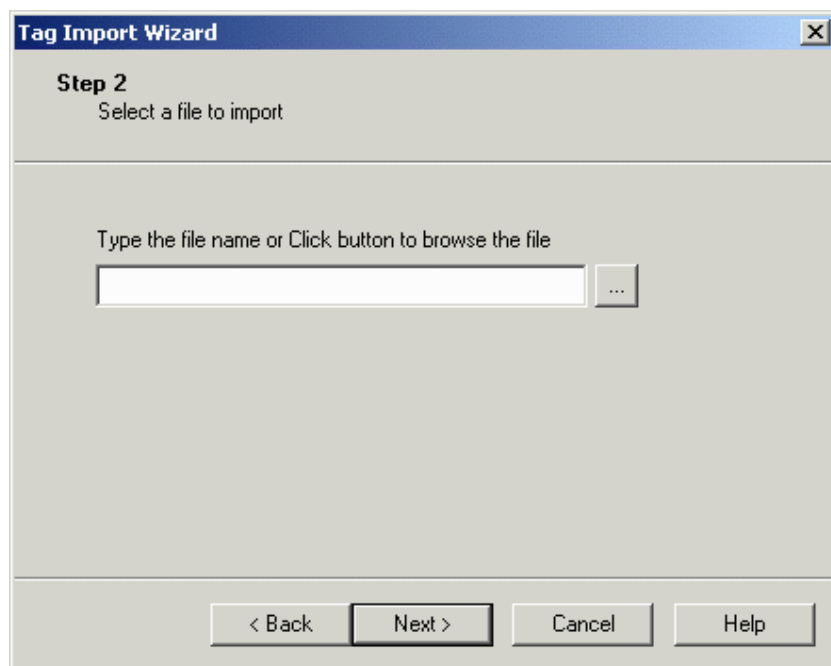 Tag Import Wizard
Step 2
Select a file to import
Type the file name or Click button to browse the file
...
< Back Next > Cancel Help